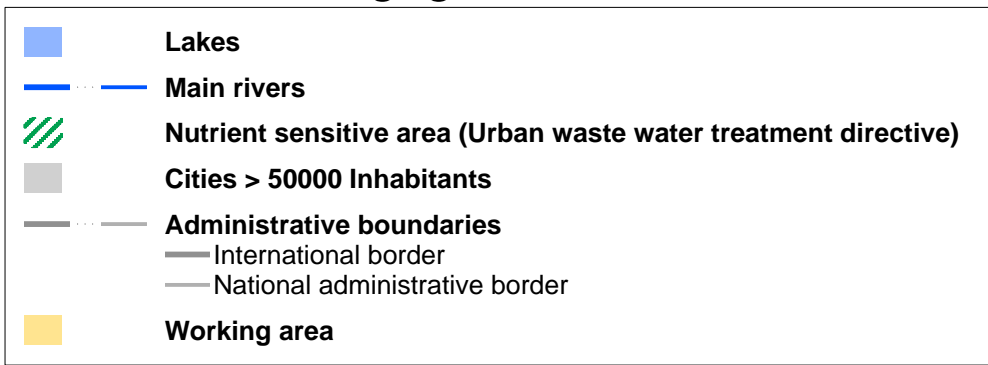 Lakes
Main rivers
Nutrient sensitive area (Urban waste water treatment directive)
Cities > 50000 Inhabitants
Administrative boundaries
International border
National administrative border
Working area